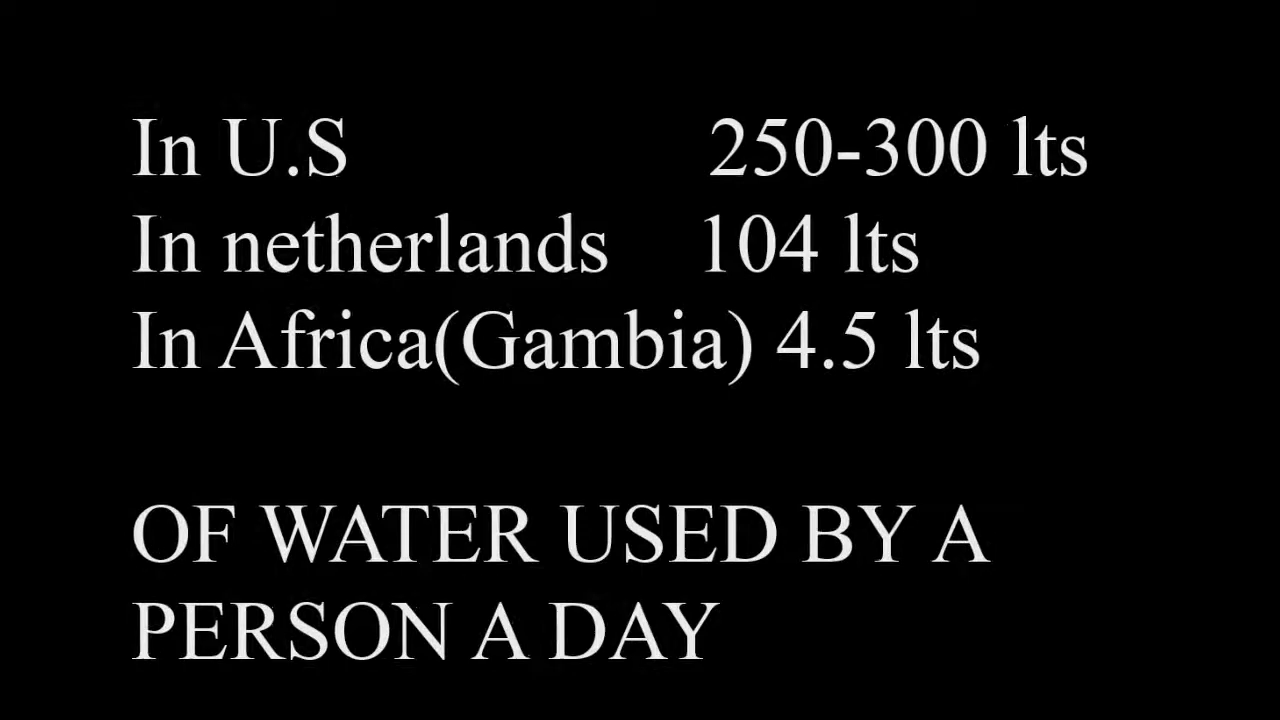 In U.S 250-300 lts
In netherlands 104 lts
In Africa(Gambia) 4.5 lts
OF WATER USED BY A
PERSON A DAY